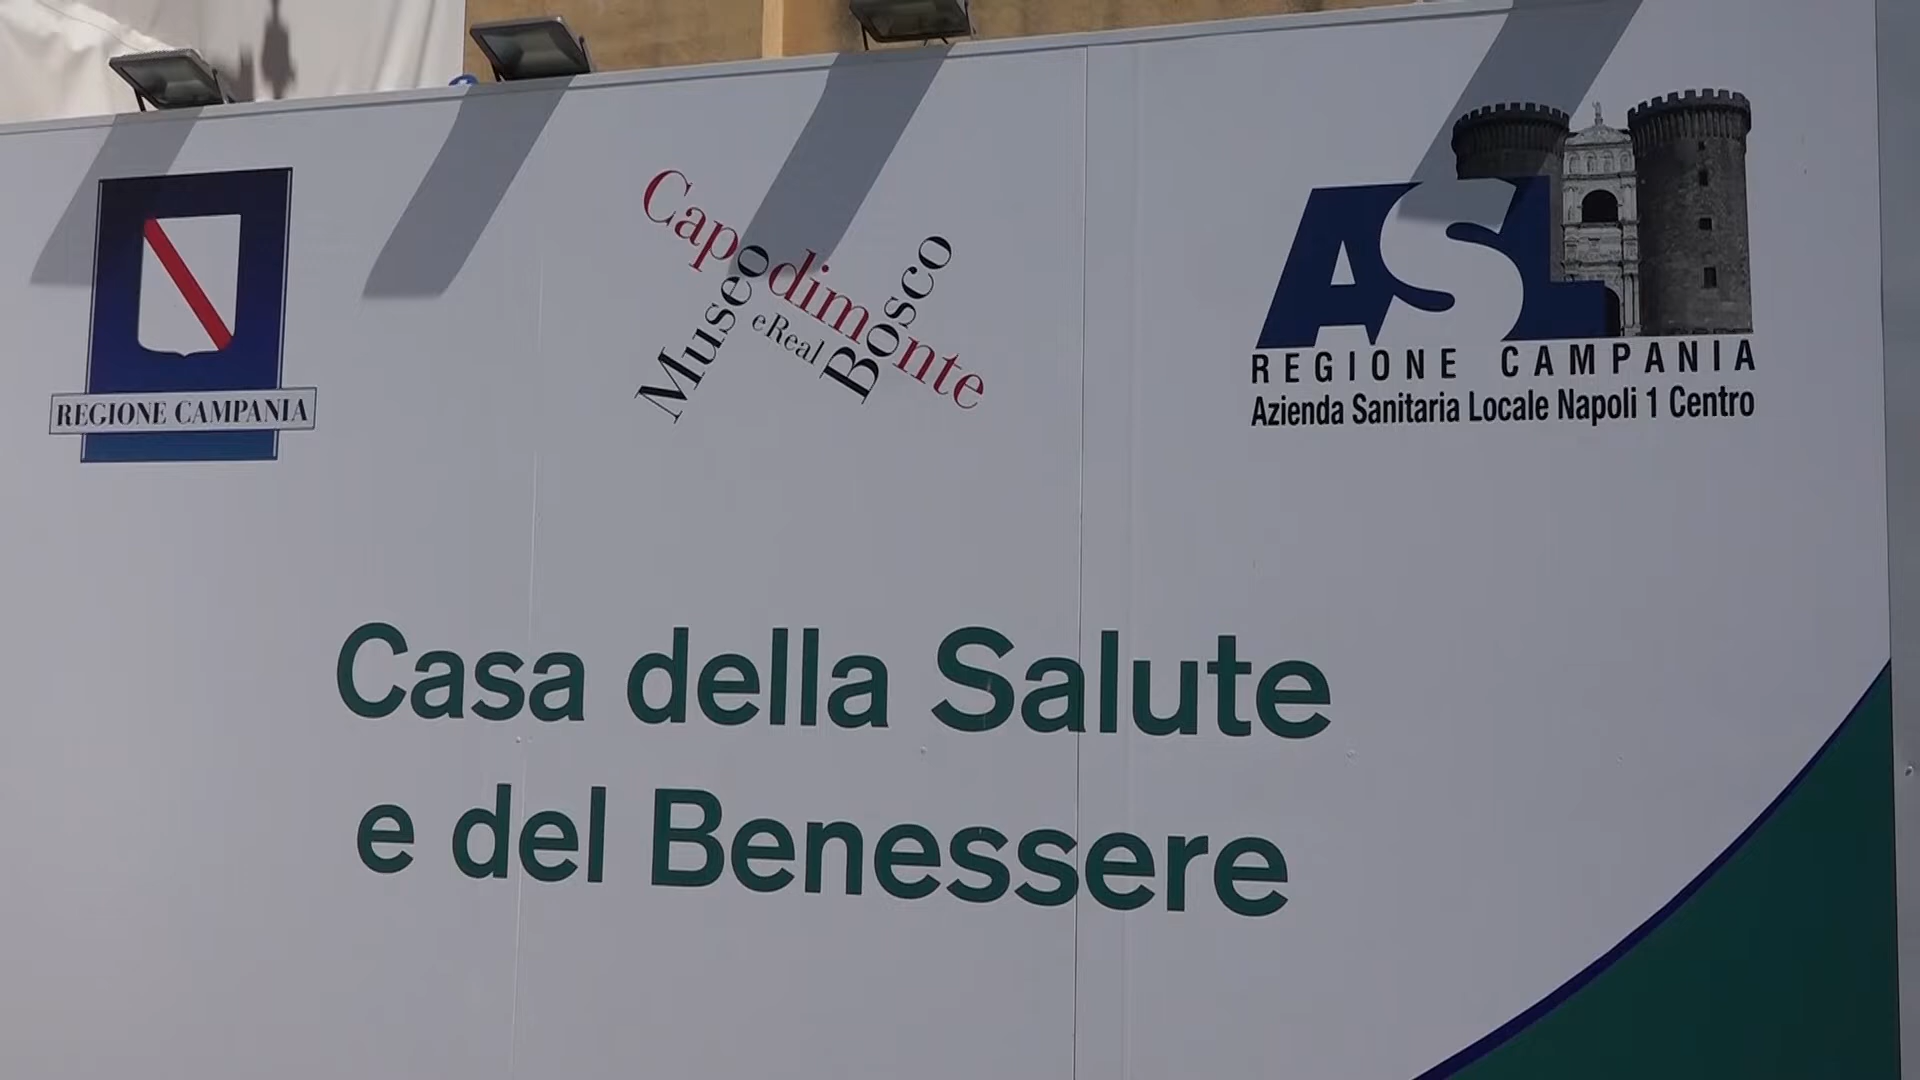 REGIONE CAMPANIA
Museo
Capodimonte
e Real
Bosco
ASL
REGIONE CAMPANIA
Azienda Sanitaria Locale Napoli 1 Centro
Casa della Salute
e del Benessere